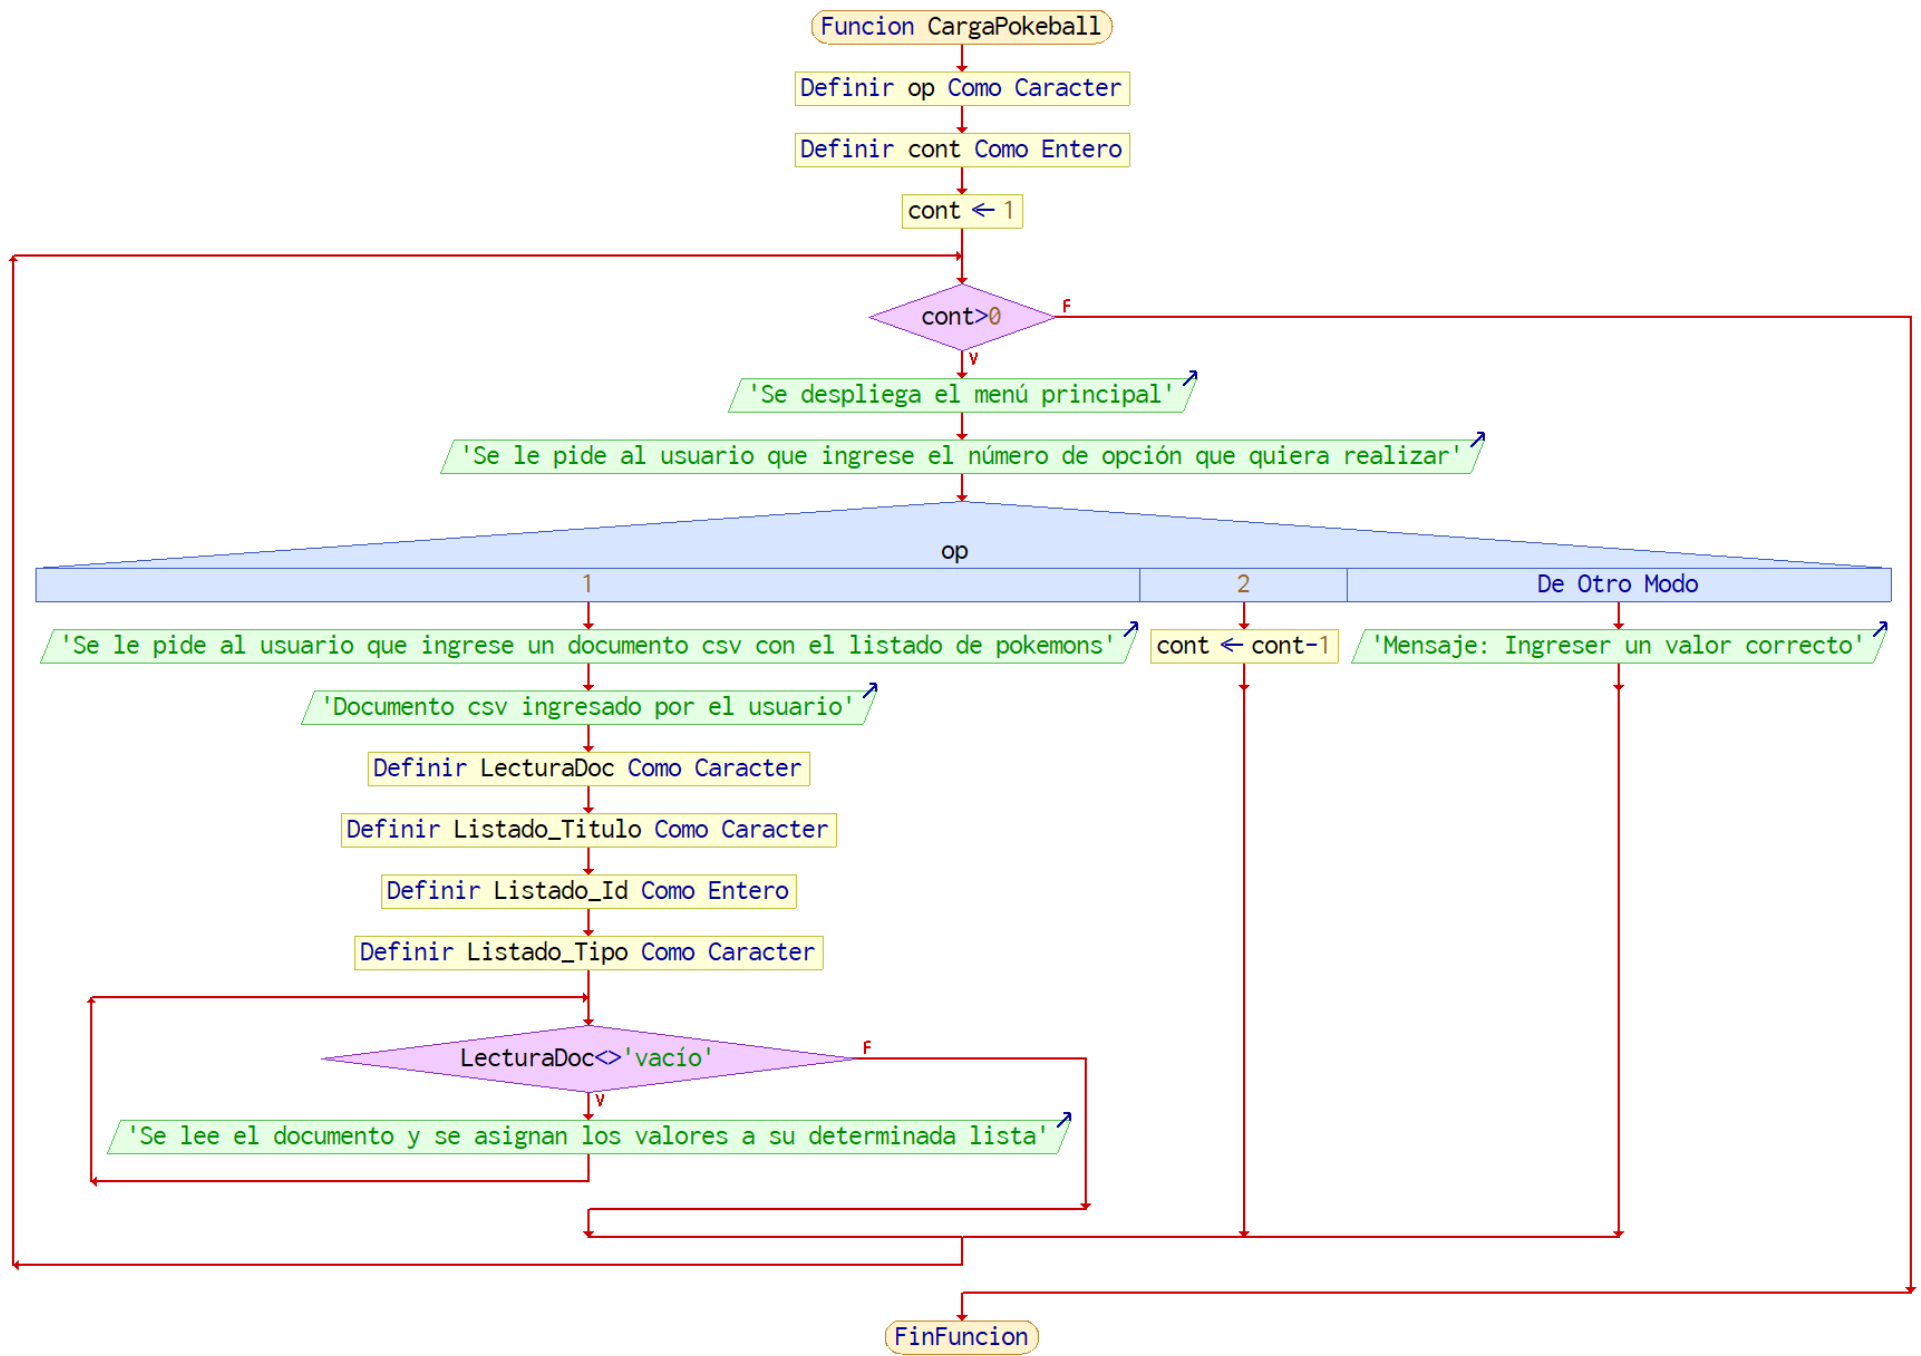 Funcion CargaPokeball
Definir op Como Caracter
Definir cont Como Entero
cont ← 1
cont>0
F
V
'Se despliega el menú principal'
'Se le pide al usuario que ingrese el número de opción que quiera realizar'
op
1
2
De Otro Modo
'Se le pide al usuario que ingrese un documento csv con el listado de pokemons'
cont ← cont-1
'Mensaje: Ingreser un valor correcto'
'Documento csv ingresado por el usuario'
Definir LecturaDoc Como Caracter
Definir Listado_Titulo Como Caracter
Definir Listado_Id Como Entero
Definir Listado_Tipo Como Caracter
LecturaDoc<>'vacío'
F
V
'Se lee el documento y se asignan los valores a su determinada lista'
FinFuncion